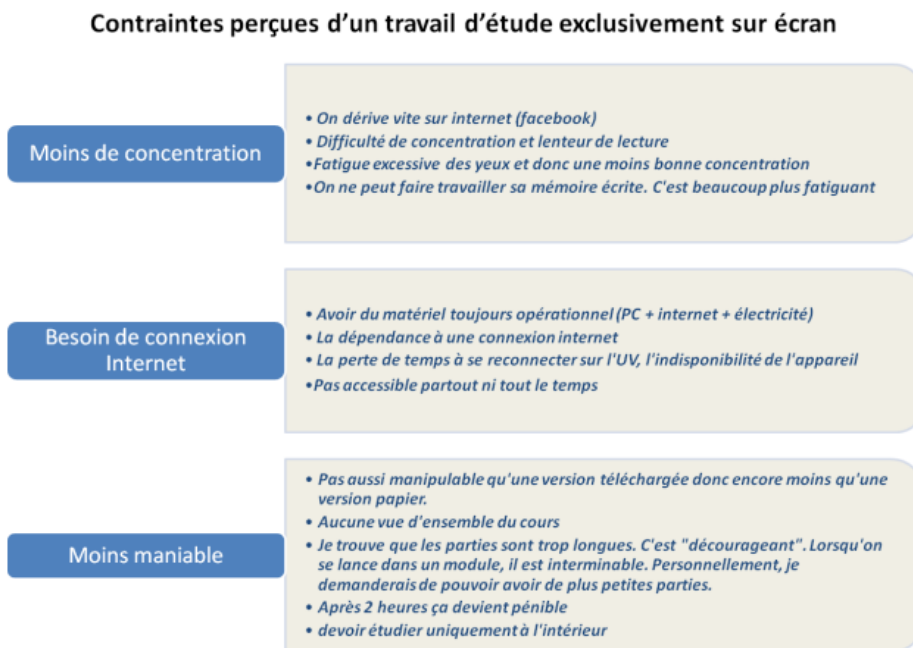 Contraintes perçues d'un travail d'étude exclusivement sur écran
Moins de concentration
• On dérive vite sur internet (facebook)
• Difficulté de concentration et lenteur de lecture
•Fatigue excessive des yeux et donc une moins bonne concentration
•On ne peut faire travailler sa mémoire écrite. C'est beaucoup plus fatiguant
Besoin de connexion
Internet
• Avoir du matériel toujours opérationnel (PC + internet + électricité)
• La dépendance à une connexion internet
• La perte de temps à se reconnecter sur l'UV, l'indisponibilité de l'appareil
•Pas accessible partout ni tout le temps
Moins maniable
• Pas aussi manipulable qu'une version téléchargée donc encore moins qu'une
version papier.
• Aucune vue d'ensemble du cours
• Je trouve que les parties sont trop longues. C'est "décourageant". Lorsqu'on
se lance dans un module, il est interminable. Personnellement, je
demanderais de pouvoir avoir de plus petites parties.
• Après 2 heures ça devient pénible
• devoir étudier uniquement à l'intérieur